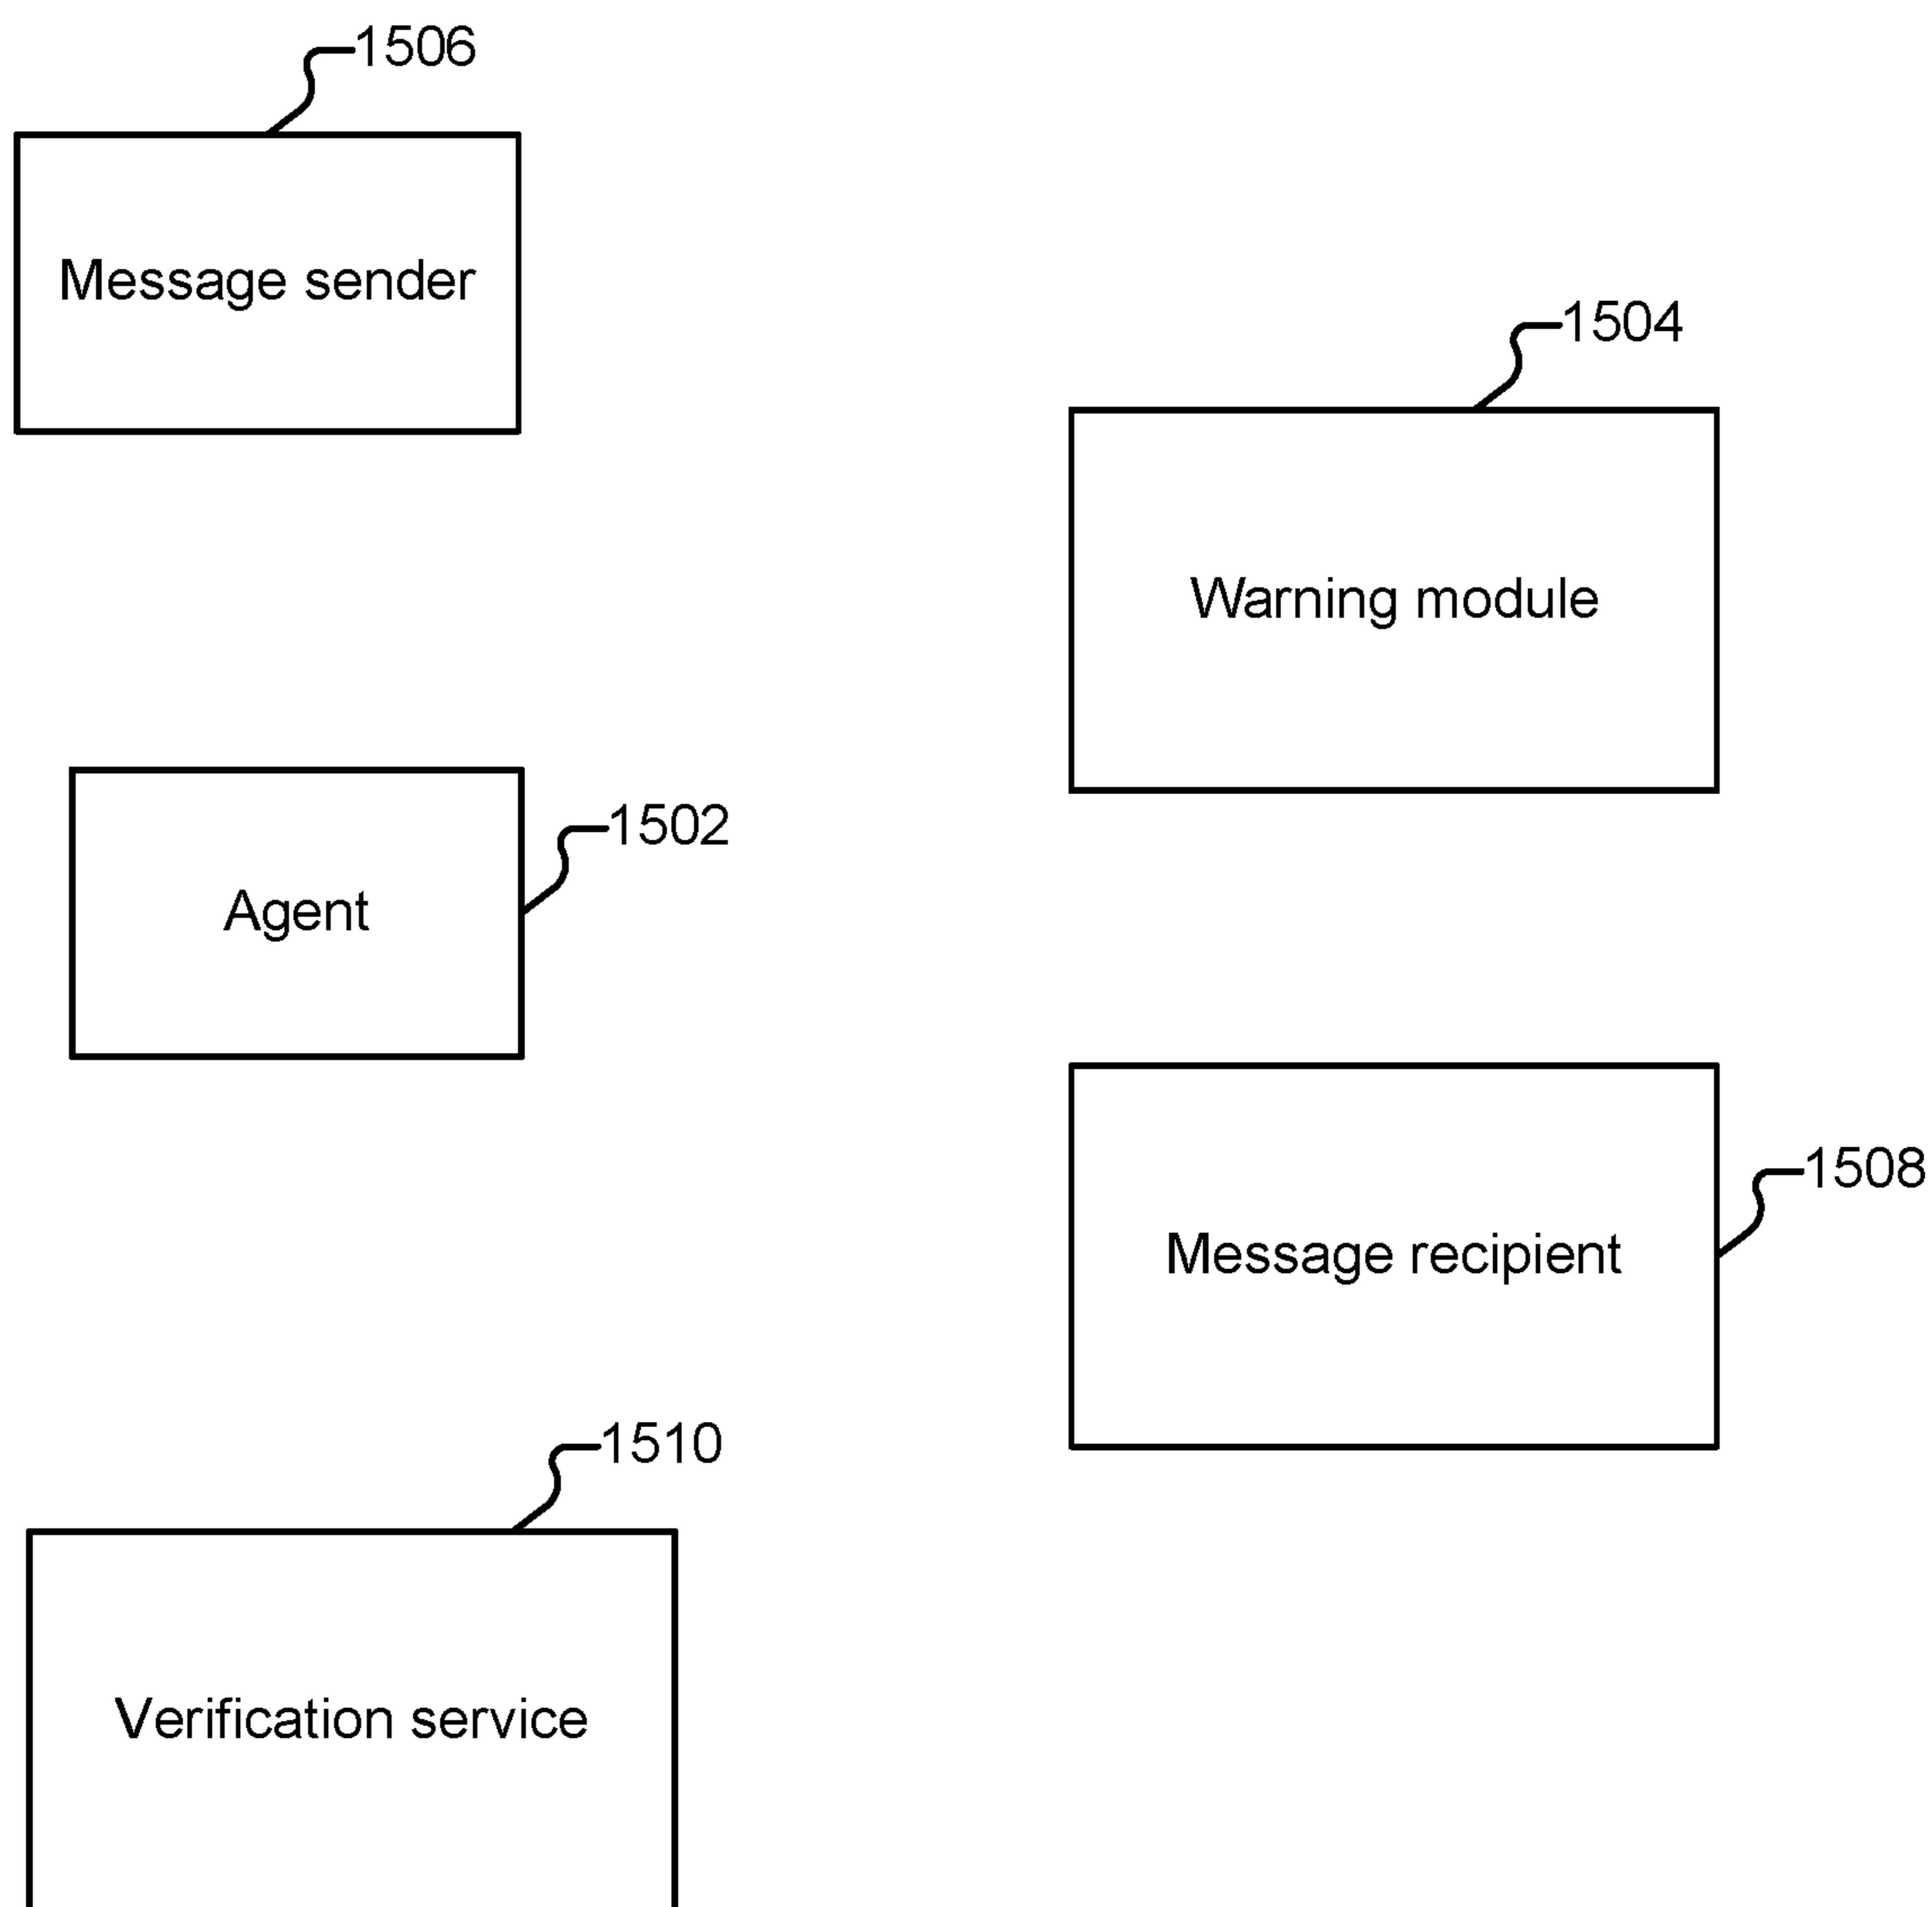 1506
Message sender
1504
Warning module
1502
Agent
1508
Message recipient
1510
Verification service